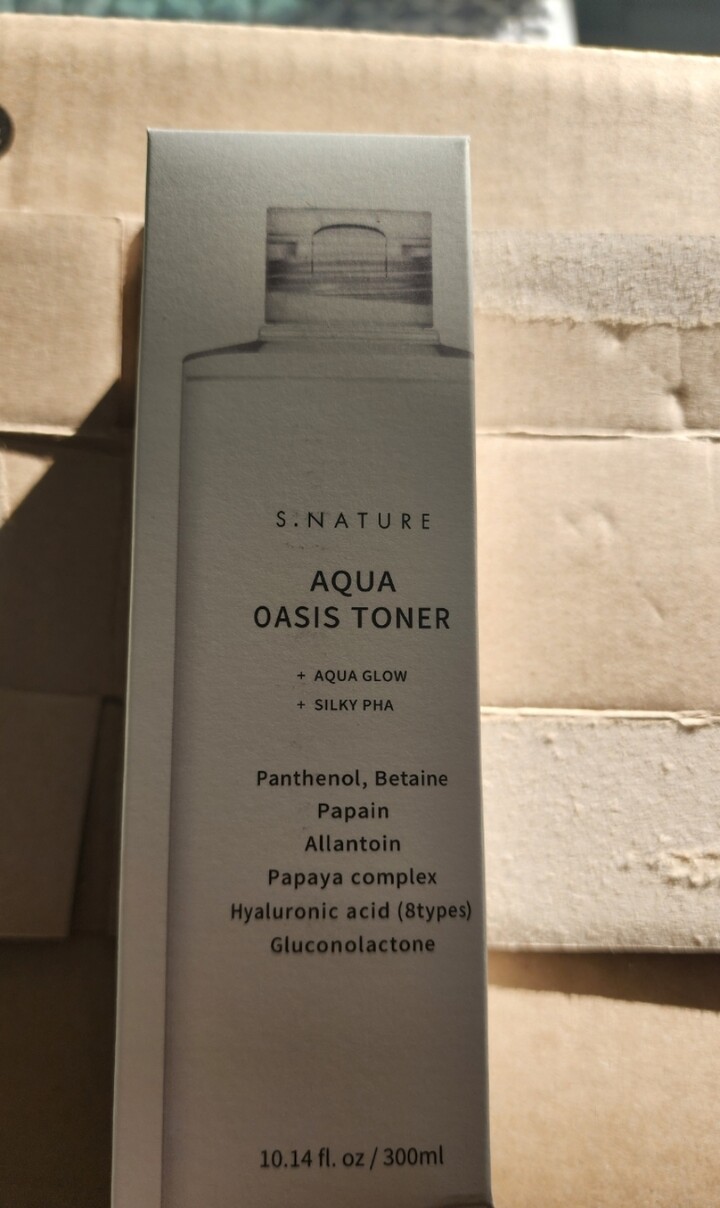 S.NATURE
AQUA
OASIS TONER
+ AQUA GLOW
+ SILKY PHA
Panthenol, Betaine
Papain
Allantoin
Papaya complex
Hyaluronic acid (8types)
Gluconolactone
10.14 fl. oz / 300ml